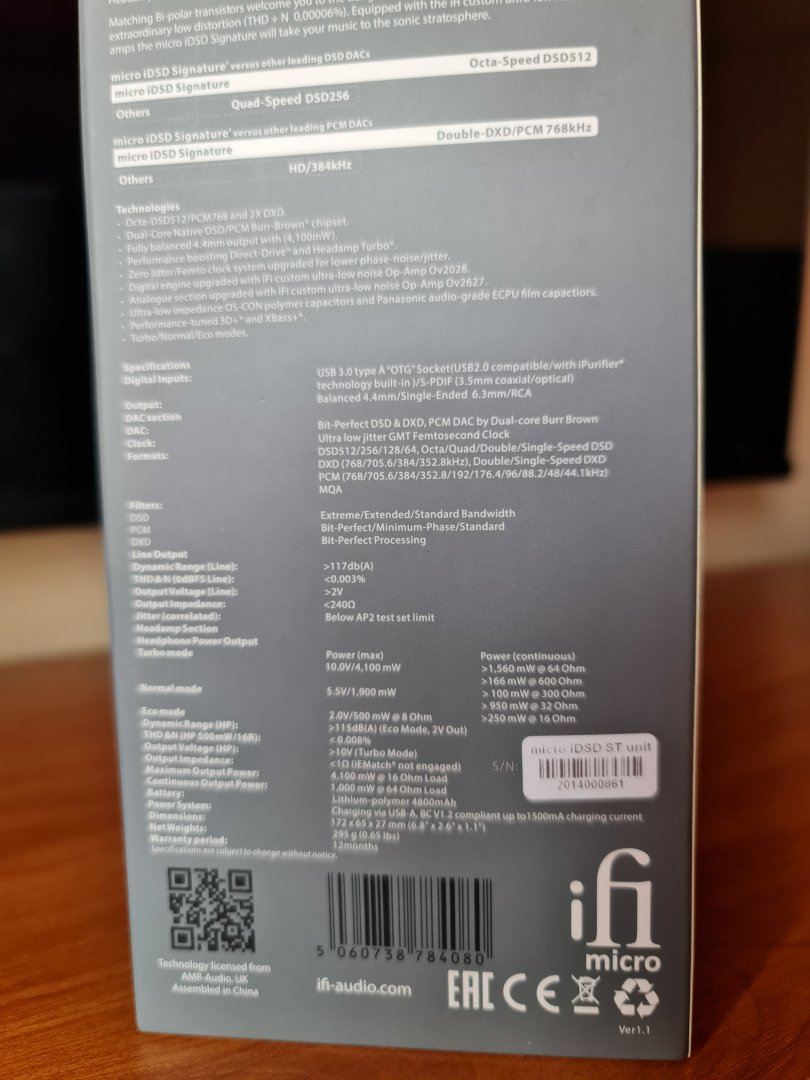 Matching Bi-polar transistors welcome you to the
extraordinary low distortion (THD + N 0,00006%). Equipped with the iFi custom ultra-low
amps the micro iDSD Signature will take your music to the sonic stratosphere.
micro iDSD Signature' versus other leading DSD DACs
micro iDSD Signature Octa-Speed DSD512
Others Quad-Speed DSD256
micro iDSD Signature' versus other leading PCM DACs
micro iDSD Signature Double-DXD/PCM 768kHz
Others HD/384kHz
Technologies
· Octa-DSD512/PCM768 and 2X DXD.
· Dual-Core Native DSD/PCM Burr-Brown® chipset.
· Fully balanced 4.4mm output with (4,100mW).
· Performance boosting Direct-Drive® and Headamp Turbo®.
· Zero Jitter/Femto clock system upgraded for lower phase-noise/jitter.
· Digital engine upgraded with iFi custom ultra-low noise Op-Amp Ov2028.
· Analogue section upgraded with iFi custom ultra-low noise Op-Amp Ov2627.
· Ultra-low impedance OS-CON polymer capacitors and Panasonic audio-grade ECPU film capactiors.
· Performance-tuned 3D+® and XBass+®.
· Turbo/Normal/Eco modes.
Specifications
Digital Inputs: USB 3.0 type A "OTG" Socket(USB2.0 compatible/with iPurifier®
technology built-in )/S-PDIF (3.5mm coaxial/optical)
Output: Balanced 4.4mm/Single-Ended 6.3mm/RCA
DAC section
DAC: Bit-Perfect DSD & DXD, PCM DAC by Dual-core Burr Brown
Clock: Ultra low jitter GMT Femtosecond Clock
Formats: DSD512/256/128/64, Octa/Quad/Double/Single-Speed DSD
DXD (768/705.6/384/352.8kHz), Double/Single-Speed DXD
PCM (768/705.6/384/352.8/192/176.4/96/88.2/48/44.1kHz)
MQA
Filters:
DSD Extreme/Extended/Standard Bandwidth
PCM Bit-Perfect/Minimum-Phase/Standard
DXD Bit-Perfect Processing
Line Output
Dynamic Range (Line): >117db(A)
THD & N (0dBFS Line): <0.003%
Output Voltage (Line): >2V
Output Impedance: <240Ω
Jitter (correlated): Below AP2 test set limit
Headamp Section
Headphone Power Output
Power (max) Power (continuous)
Turbo mode 10.0V/4,100 mW >1,560 mW @ 64 Ohm
>166 mW @ 600 Ohm
Normal mode 5.5V/1,900 mW > 100 mW @ 300 Ohm
> 950 mW @ 32 Ohm
Eco mode 2.0V/500 mW @ 8 Ohm >250 mW @ 16 Ohm
Dynamic Range (HP): >115dB(A) (Eco Mode, 2V Out)
THD & N (HP 500mW/16R): < 0.008%
Output Voltage (HP): >10V (Turbo Mode)
Output Impedance: <1Ω (iEMatch® not engaged)
Maximum Output Power: 4,100 mW @ 16 Ohm Load
Continuous Output Power: 1,000 mW @ 64 Ohm Load
Battery: Lithium-polymer 4800mAh
Power System: Charging via USB-A, BC V1.2 compliant up to 1500mA charging current
Dimensions: 172 x 65 x 27 mm (6.8" x 2.6" x 1.1")
Net Weights: 295 g (0.65 lbs)
Warranty period: 12months
Specifications are subject to change without notice.
S/N:
micro iDSD ST unit
2014000861
Technology licensed from
AMR-Audio, UK
Assembled in China
5 060738 784080
ifi-audio.com
ifi
micro
EAC CE
Ver1.1